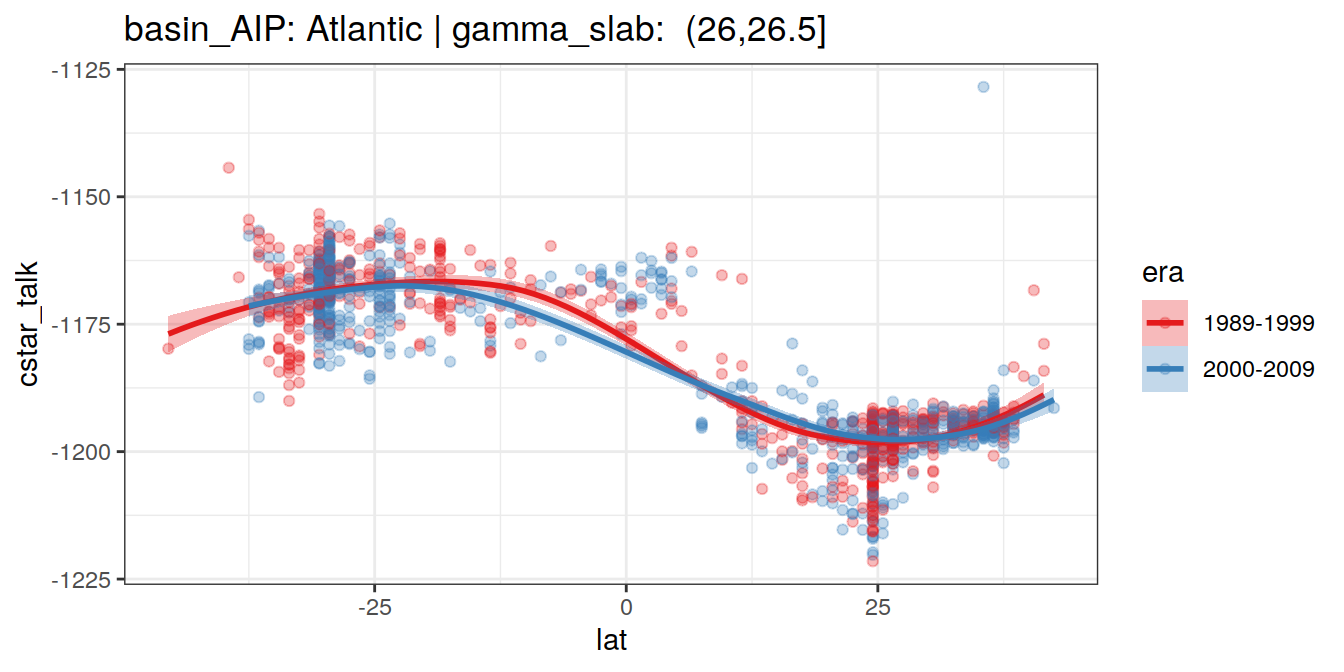 basin_AIP: Atlantic | gamma_slab:  (26,26.5]
-1125
-1150
-1175
-1200
-1225
cstar_talk
-25
0
25
lat
era
1989-1999
2000-2009